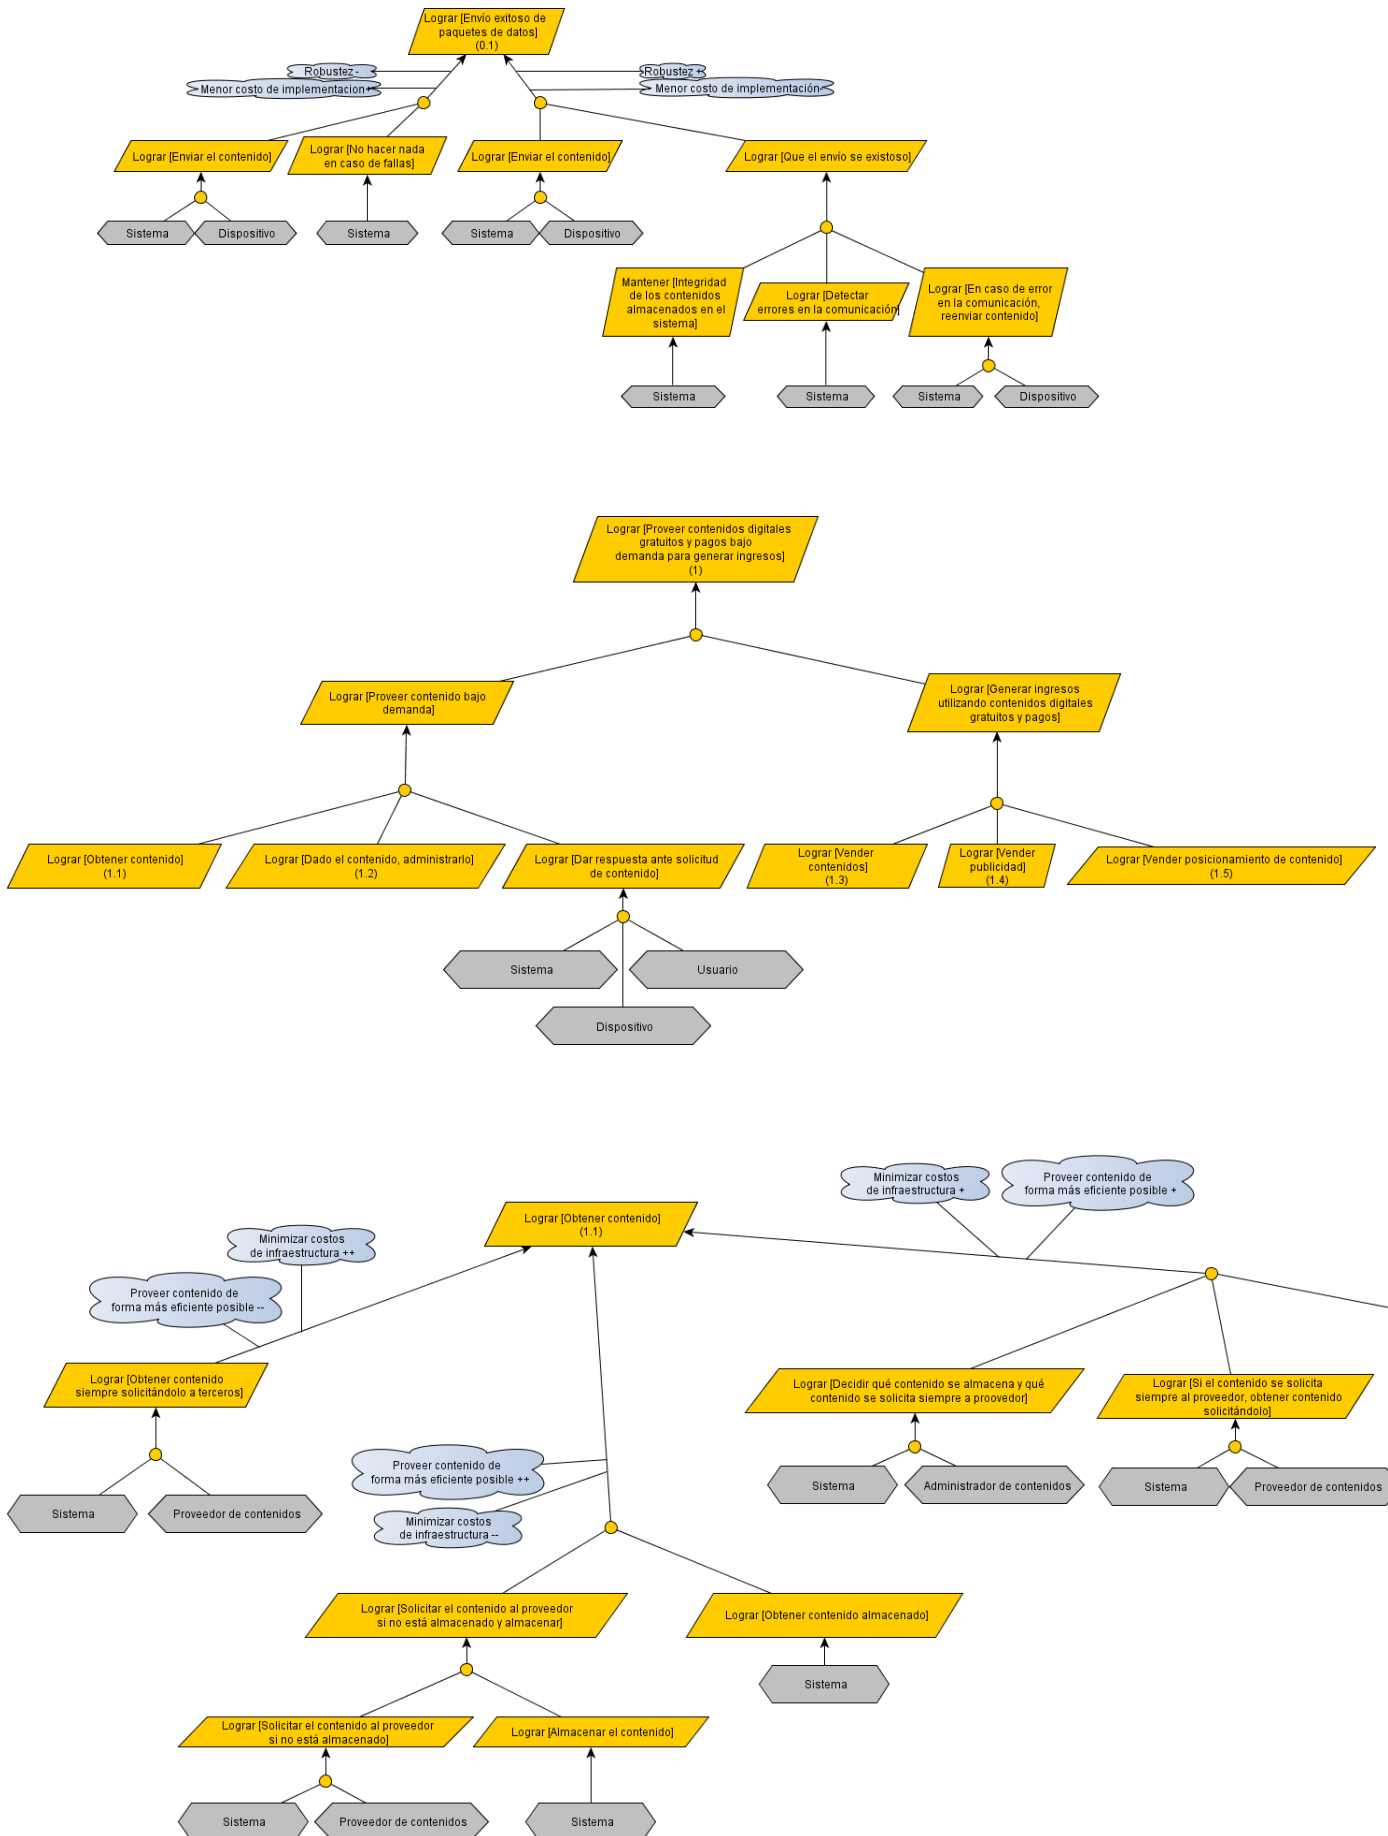 Lograr [Envío exitoso de
paquetes de datos]
(0.1)
Robustez -
Robustez +
Menor costo de implementacion+
Menor costo de implementación-
Lograr [Enviar el contenido]
Lograr [No hacer nada
en caso de fallas]
Lograr [Enviar el contenido]
Lograr [Que el envío se existoso]
Sistema
Dispositivo
Sistema
Sistema
Dispositivo
Mantener [Integridad
de los contenidos
almacenados en el
sistema]
Lograr [Detectar
errores en la comunicación]
Lograr [En caso de error
en la comunicación,
reenviar contenido]
Sistema
Sistema
Sistema
Dispositivo
Lograr [Proveer contenidos digitales
gratuitos y pagos bajo
demanda para generar ingresos]
(1)
Lograr [Proveer contenido bajo
demanda]
Lograr [Generar ingresos
utilizando contenidos digitales
gratuitos y pagos]
Lograr [Obtener contenido]
(1.1)
Lograr [Dado el contenido, administrarlo]
(1.2)
Lograr [Dar respuesta ante solicitud
de contenido]
Lograr [Vender
contenidos]
(1.3)
Lograr [Vender
publicidad]
(1.4)
Lograr [Vender posicionamiento de contenido]
(1.5)
Sistema
Usuario
Dispositivo
Minimizar costos
de infraestructura +
Proveer contenido de
forma más eficiente posible +
Lograr [Obtener contenido]
(1.1)
Minimizar costos
de infraestructura ++
Proveer contenido de
forma más eficiente posible --
Lograr [Obtener contenido
siempre solicitándolo a terceros]
Lograr [Decidir qué contenido se almacena y qué
contenido se solicita siempre a proovedor]
Lograr [Si el contenido se solicita
siempre al proveedor, obtener contenido
solicitándolo]
Proveer contenido de
forma más eficiente posible ++
Minimizar costos
de infraestructura --
Sistema
Proveedor de contenidos
Sistema
Administrador de contenidos
Sistema
Proveedor de contenidos
Lograr [Solicitar el contenido al proveedor
si no está almacenado y almacenar]
Lograr [Obtener contenido almacenado]
Sistema
Lograr [Solicitar el contenido al proveedor
si no está almacenado]
Lograr [Almacenar el contenido]
Sistema
Proveedor de contenidos
Sistema